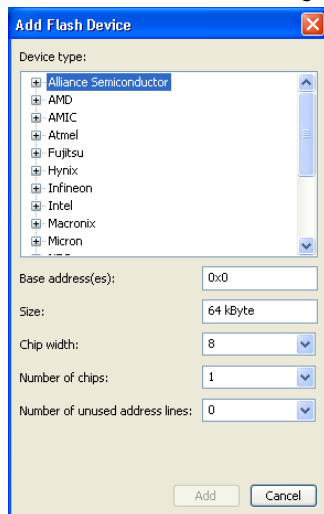 Add Flash Device
Device type:
Alliance Semiconductor
AMD
AMIC
Atmel
Fujitsu
Hynix
Infineon
Intel
Macronix
Micron
Base address(es): 0x0
Size: 64 kByte
Chip width: 8
Number of chips: 1
Number of unused address lines: 0
Add Cancel